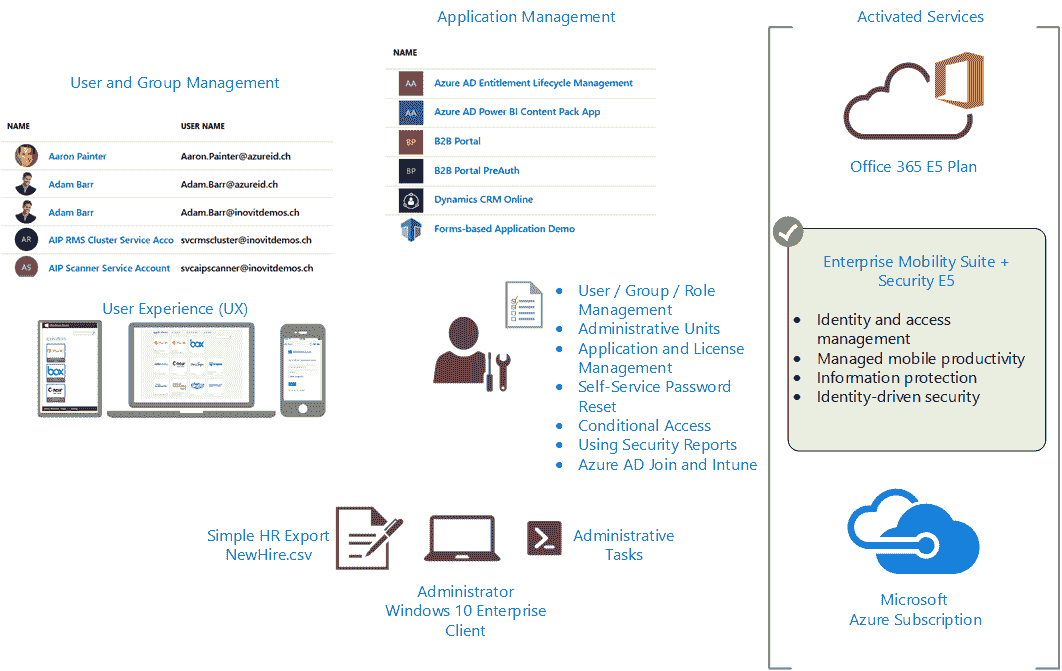 Application Management
Activated Services
User and Group Management
NAME
AA Azure AD Entitlement Lifecycle Management
AA Azure AD Power BI Content Pack App
BP B2B Portal
BP B2B Portal PreAuth
Dynamics CRM Online
Forms-based Application Demo
NAME USER NAME
Aaron Painter Aaron.Painter@azureid.ch
Adam Barr Adam.Barr@azureid.ch
Adam Barr Adam.Barr@inovitdemos.ch
AR AIP RMS Cluster Service Acco svcrmscluster@inovitdemos.ch
AS AIP Scanner Service Account svcaipscanner@inovitdemos.ch
Office 365 E5 Plan
Enterprise Mobility Suite +
Security E5
• Identity and access
management
• Managed mobile productivity
• Information protection
• Identity-driven security
User Experience (UX)
box
box
• User / Group / Role
Management
• Administrative Units
• Application and License
Management
• Self-Service Password
Reset
• Conditional Access
• Using Security Reports
• Azure AD Join and Intune
Simple HR Export
NewHire.csv
Administrative
Tasks
Administrator
Windows 10 Enterprise
Client
Microsoft
Azure Subscription